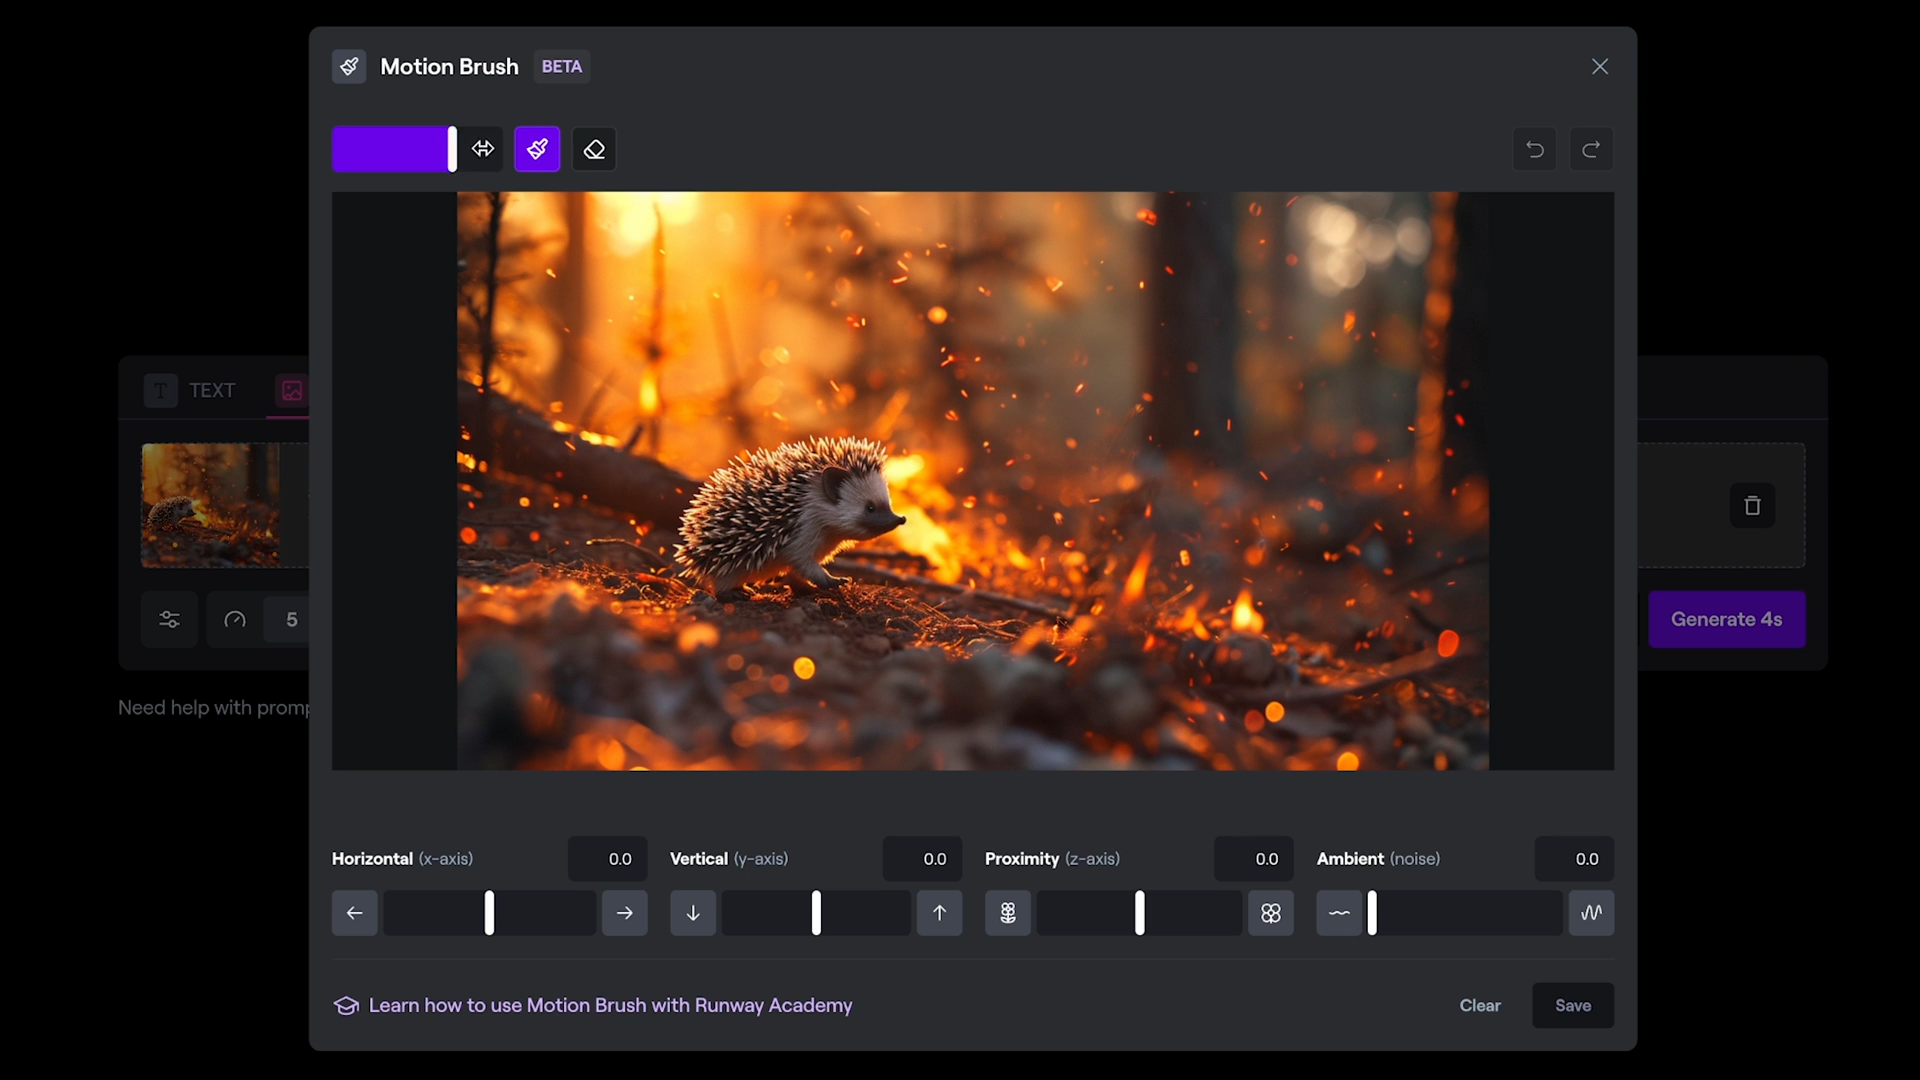 Motion Brush BETA
T TEXT
5
Generate 4s
Need help with promp
Horizontal (x-axis) 0.0 Vertical (y-axis) 0.0 Proximity (z-axis) 0.0 Ambient (noise) 0.0
Learn how to use Motion Brush with Runway Academy Clear Save